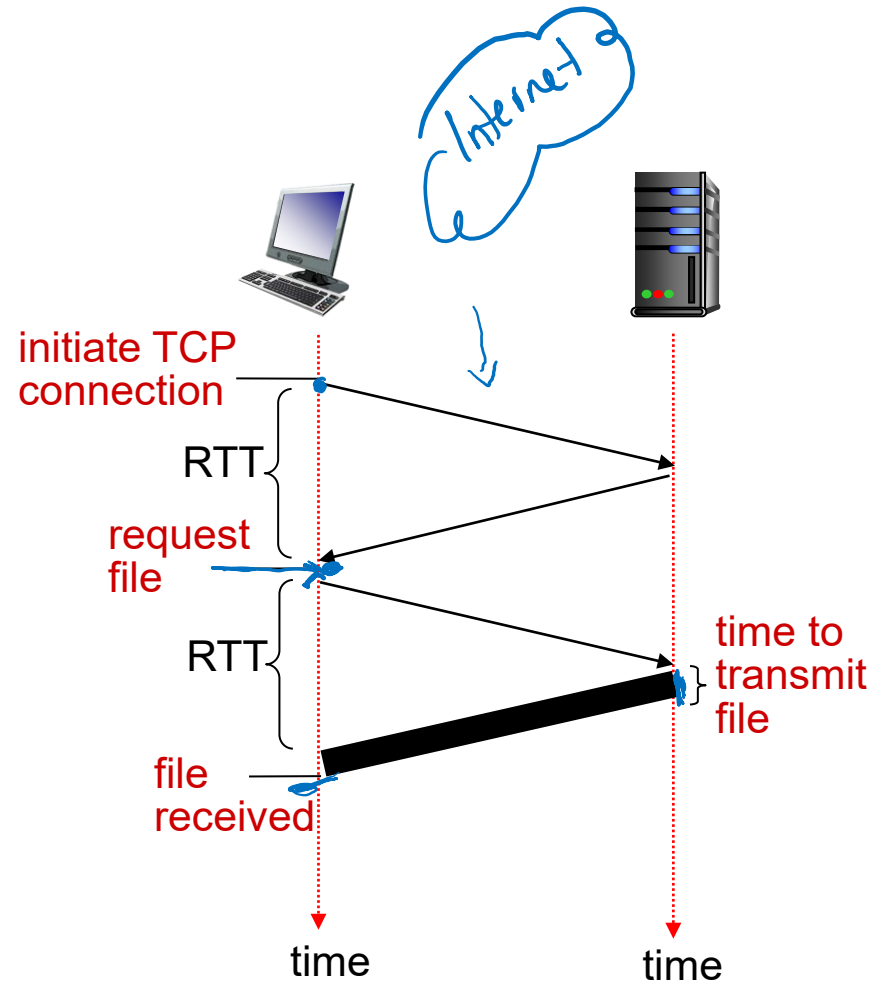 Internet
initiate TCP
connection
RTT
request
file
RTT
time to
transmit
file
file
received
time
time